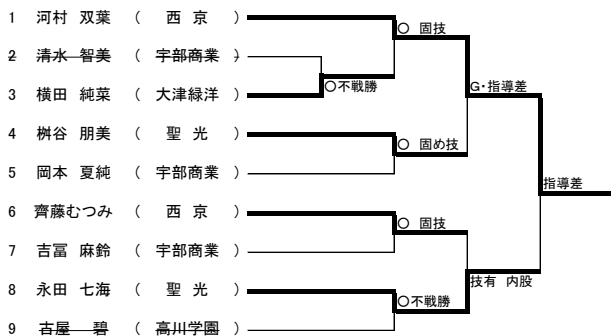 1 河村 双葉 ( 西 京 )
○ 固技
2 清水 智美 ( 宇部商業 )
○不戦勝
G・指導差
3 横田 純菜 ( 大津緑洋 )
4 桝谷 朋美 ( 聖 光 )
○ 固め技
5 岡本 夏純 ( 宇部商業 )
指導差
6 齊藤むつみ ( 西 京 )
○ 固技
7 吉冨 麻鈴 ( 宇部商業 )
技有 内股
8 永田 七海 ( 聖 光 )
○不戦勝
9 古屋 碧 ( 高川学園 )